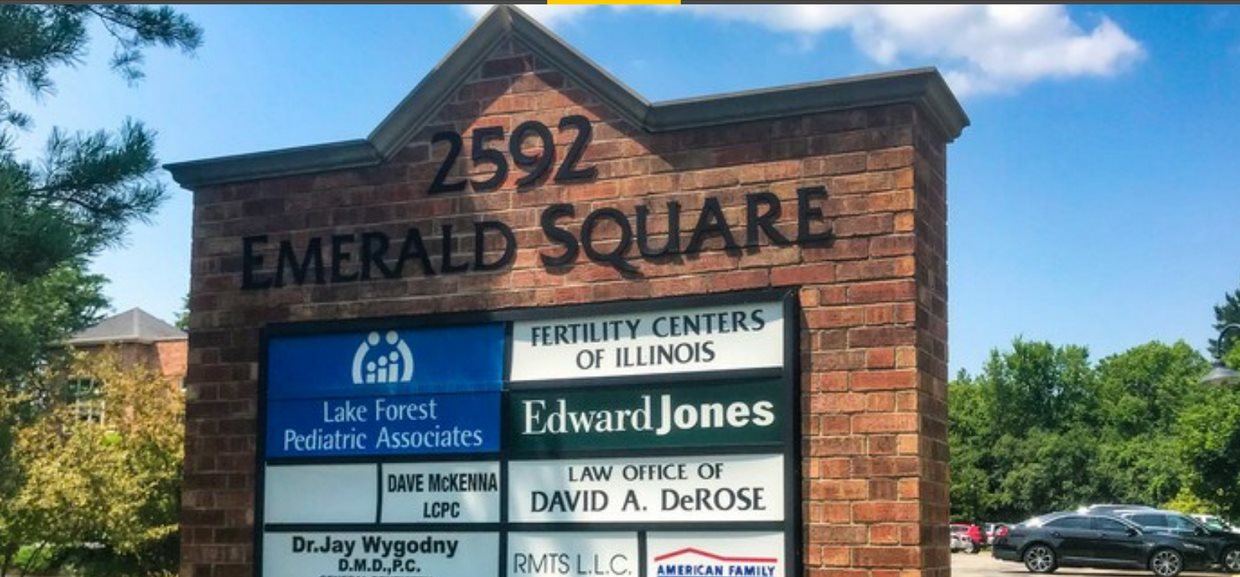 2592
EMERALD SQUARE
Lake Forest
Pediatric Associates
FERTILITY CENTERS
OF ILLINOIS
Edward Jones
DAVE McKENNA
LCPC
LAW OFFICE OF
DAVID A. DeROSE
Dr.Jay Wygodny
D.M.D.,P.C.
RMTS L.L.C.
AMERICAN FAMILY